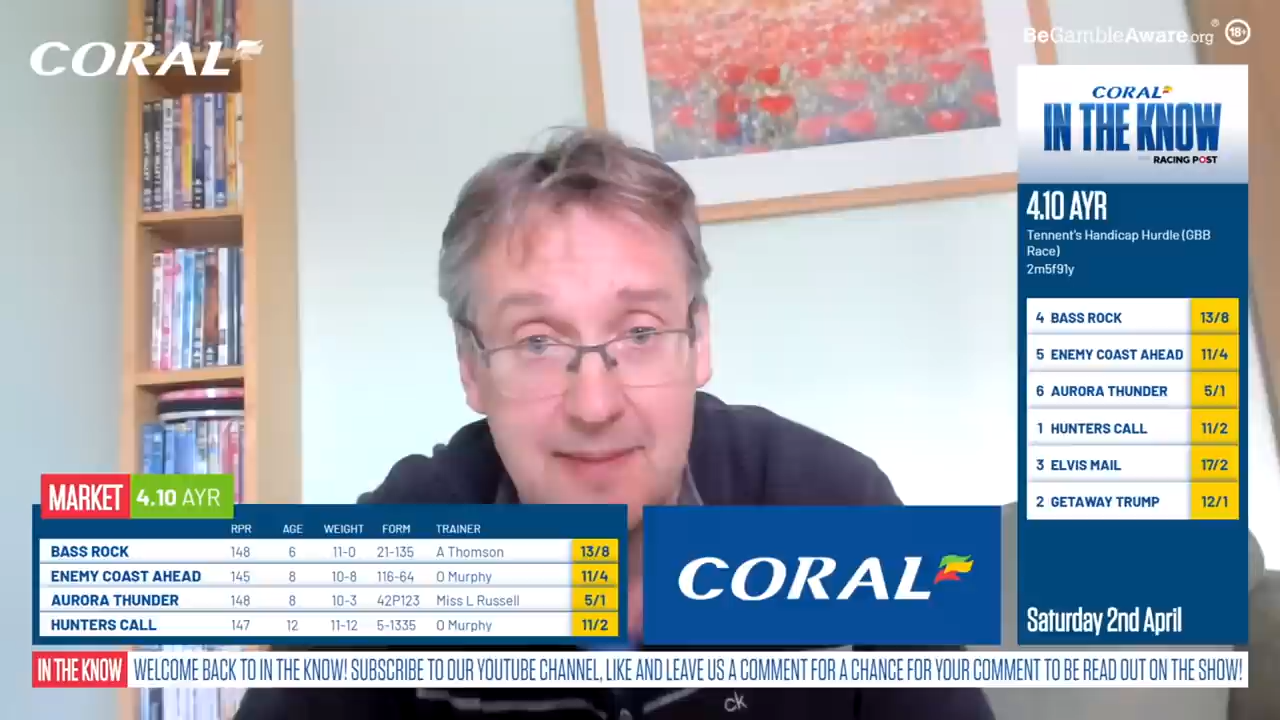 CORAL
BeGambleAware.org® 18+
CORAL
IN THE KNOW
RACING POST
4.10 AYR
Tennent's Handicap Hurdle (GBB
Race)
2m5f91y
4 BASS ROCK 13/8
5 ENEMY COAST AHEAD 11/4
6 AURORA THUNDER 5/1
1 HUNTERS CALL 11/2
3 ELVIS MAIL 17/2
2 GETAWAY TRUMP 12/1
Saturday 2nd April
MARKET 4.10 AYR
RPR AGE WEIGHT FORM TRAINER
BASS ROCK 148 6 11-0 21-135 A Thomson 13/8
ENEMY COAST AHEAD 145 8 10-8 116-64 O Murphy 11/4
AURORA THUNDER 148 8 10-3 42P123 Miss L Russell 5/1
HUNTERS CALL 147 12 11-12 5-1335 O Murphy 11/2
CORAL
IN THE KNOW WELCOME BACK TO IN THE KNOW! SUBSCRIBE TO OUR YOUTUBE CHANNEL, LIKE AND LEAVE US A COMMENT FOR A CHANCE FOR YOUR COMMENT TO BE READ OUT ON THE SHOW!
ck